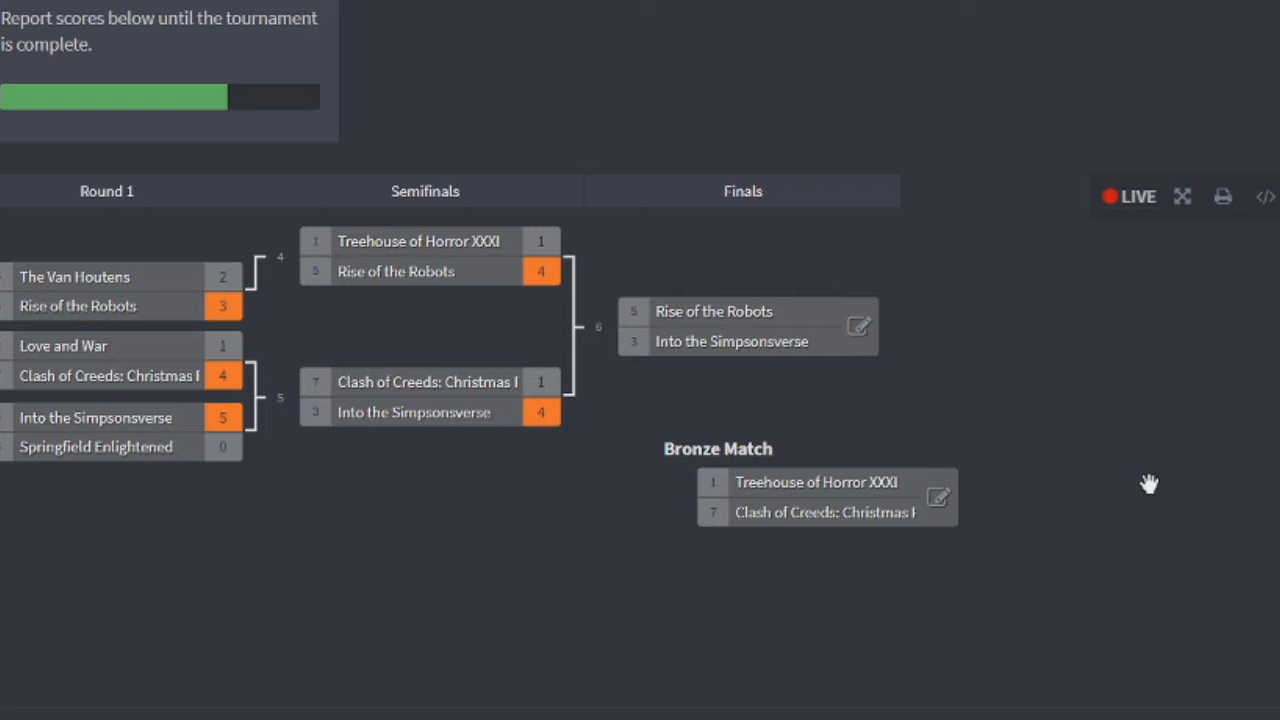 Report scores below until the tournament
is complete.
Round 1
Semifinals
Finals
LIVE
The Van Houtens 2
Rise of the Robots 3
Love and War 1
Clash of Creeds: Christmas 4
Into the Simpsonsverse 5
Springfield Enlightened 0
4
5
1 Treehouse of Horror XXXI 1
5 Rise of the Robots 4
7 Clash of Creeds: Christmas 1
3 Into the Simpsonsverse 4
6
5 Rise of the Robots
3 Into the Simpsonsverse
Bronze Match
1 Treehouse of Horror XXXI
7 Clash of Creeds: Christmas